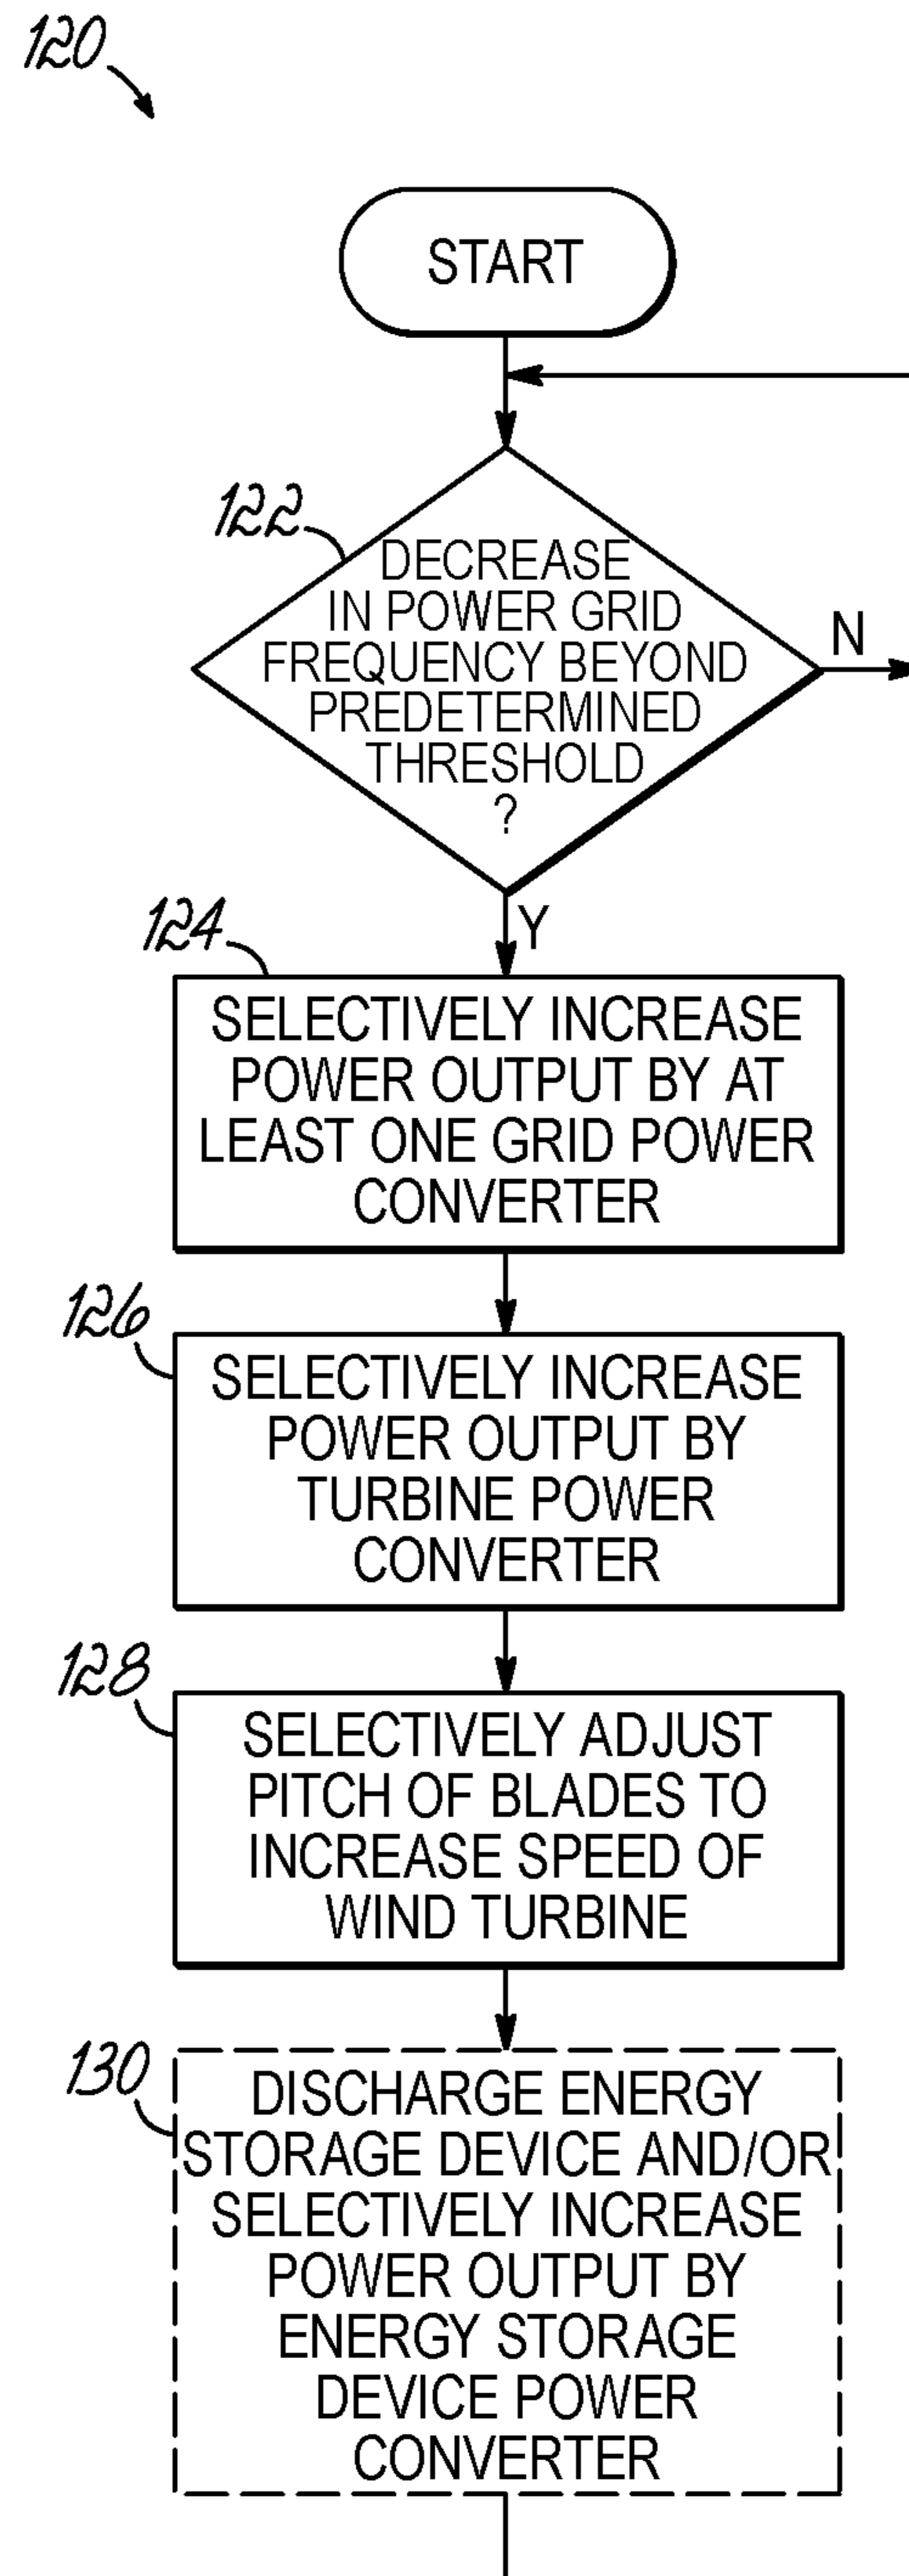 120
START
122
DECREASE
IN POWER GRID
FREQUENCY BEYOND
PREDETERMINED
THRESHOLD
?
N
Y
124
SELECTIVELY INCREASE
POWER OUTPUT BY AT
LEAST ONE GRID POWER
CONVERTER
126
SELECTIVELY INCREASE
POWER OUTPUT BY
TURBINE POWER
CONVERTER
128
SELECTIVELY ADJUST
PITCH OF BLADES TO
INCREASE SPEED OF
WIND TURBINE
130
DISCHARGE ENERGY
STORAGE DEVICE AND/OR
SELECTIVELY INCREASE
POWER OUTPUT BY
ENERGY STORAGE
DEVICE POWER
CONVERTER